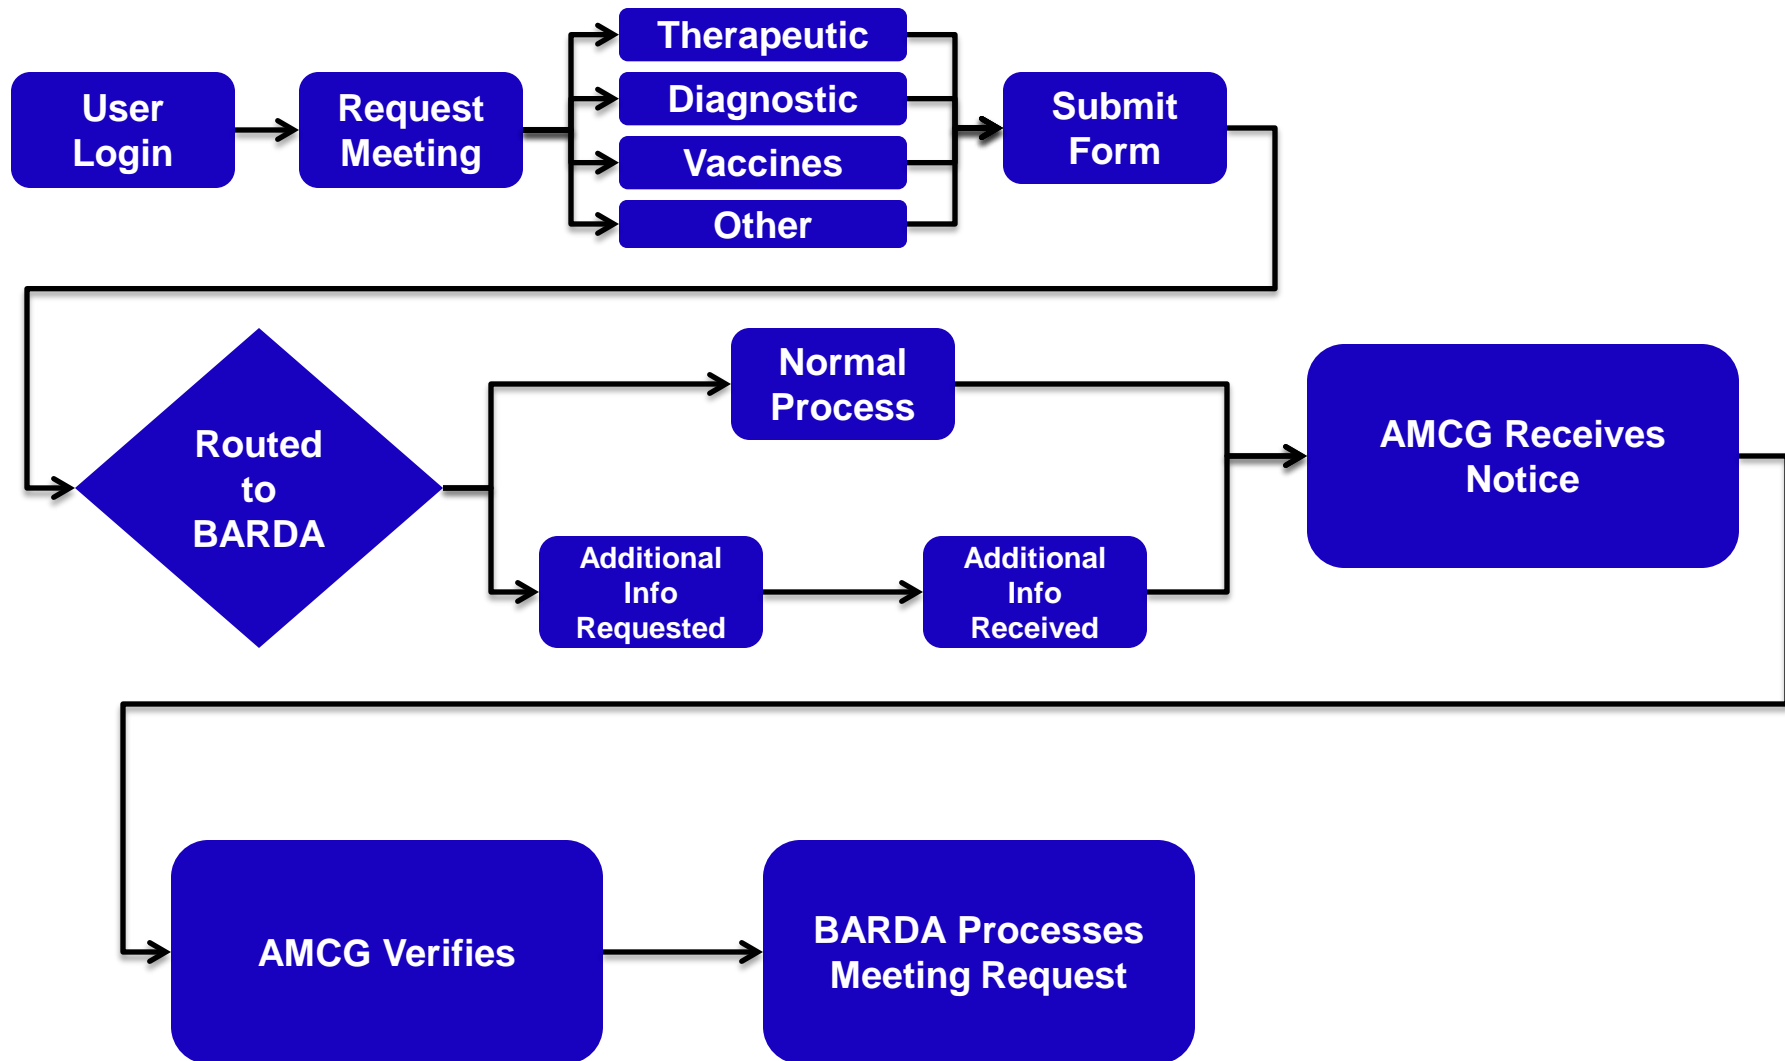 User
Login
Request
Meeting
Therapeutic
Diagnostic
Vaccines
Other
Submit
Form
Routed
to
BARDA
Normal
Process
Additional
Info
Requested
Additional
Info
Received
AMCG Receives
Notice
AMCG Verifies
BARDA Processes
Meeting Request